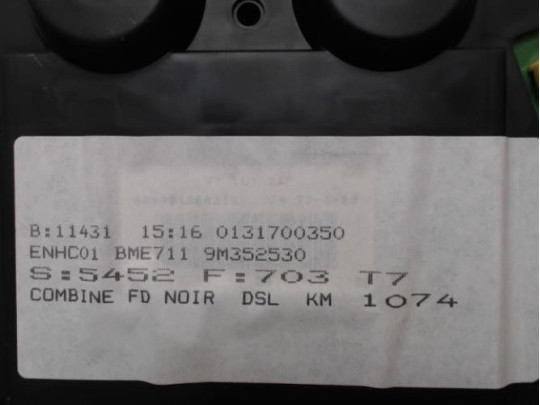 B:11431 15:16 0131700350
ENHC01 BME711 9M352530
S:5452 F:703 T7
COMBINE FD NOIR DSL KM 1074